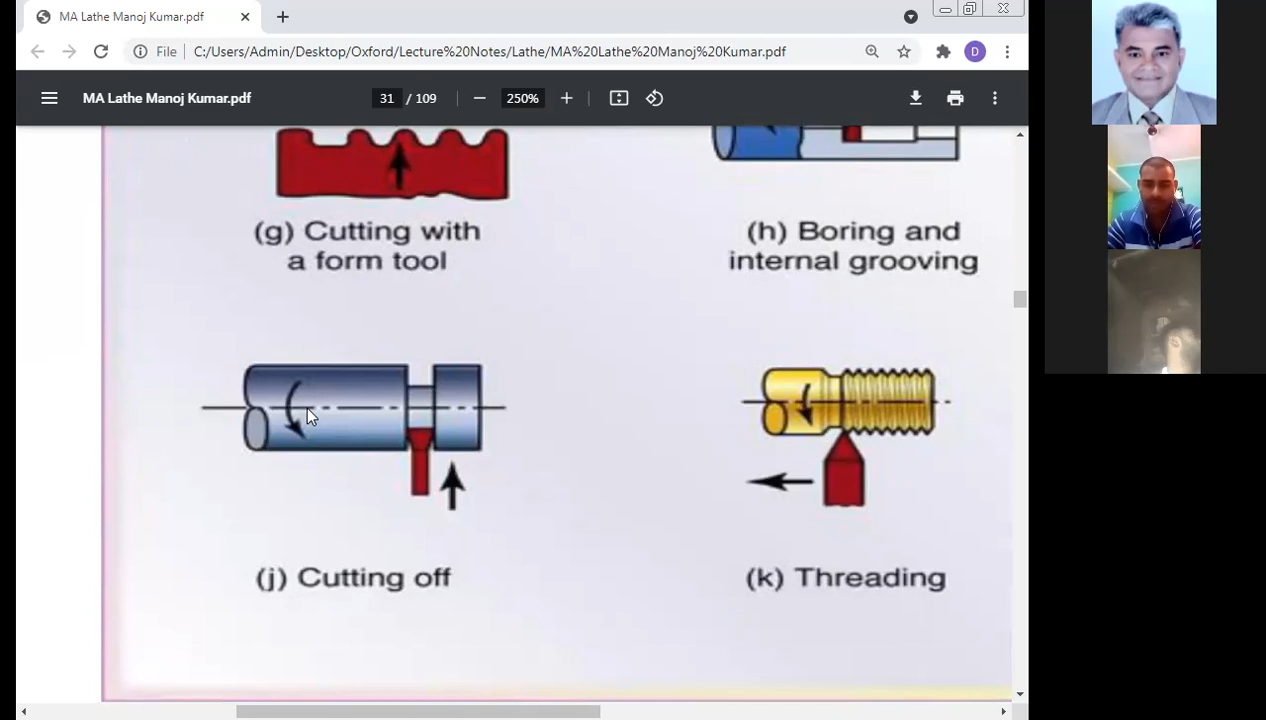 MA Lathe Manoj Kumar.pdf
File C:/Users/Admin/Desktop/Oxford/Lecture%20Notes/Lathe/MA%20Lathe%20Manoj%20Kumar.pdf
D
MA Lathe Manoj Kumar.pdf
31 / 109
250%
(g) Cutting with
a form tool
(h) Boring and
internal grooving
(j) Cutting off
(k) Threading